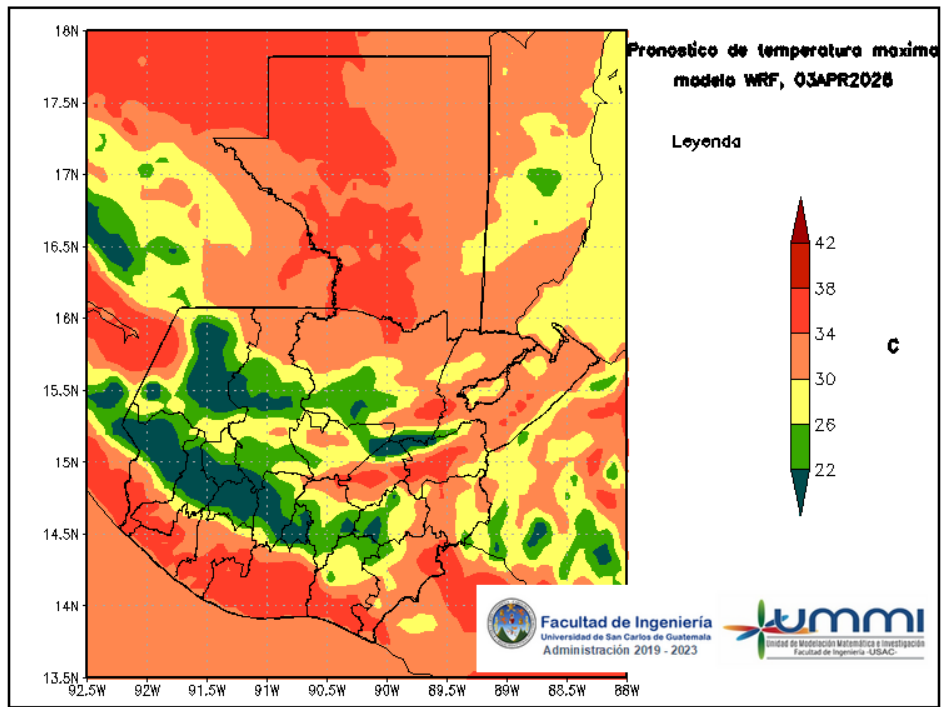 Pronostico de temperatura maxima
modelo WRF, 03APR2026
Leyenda
42
38
34
30
26
22
C
18N
17.5N
17N
16.5N
16N
15.5N
15N
14.5N
14N
13.5N
92.5W 92W 91.5W 91W 90.5W 90W 89.5W 89W 88.5W 88W
Facultad de Ingeniería
Universidad de San Carlos de Guatemala
Administración 2019 - 2023
ummi
Unidad de Modelación Matemática e Investigación
Facultad de Ingeniería -USAC-